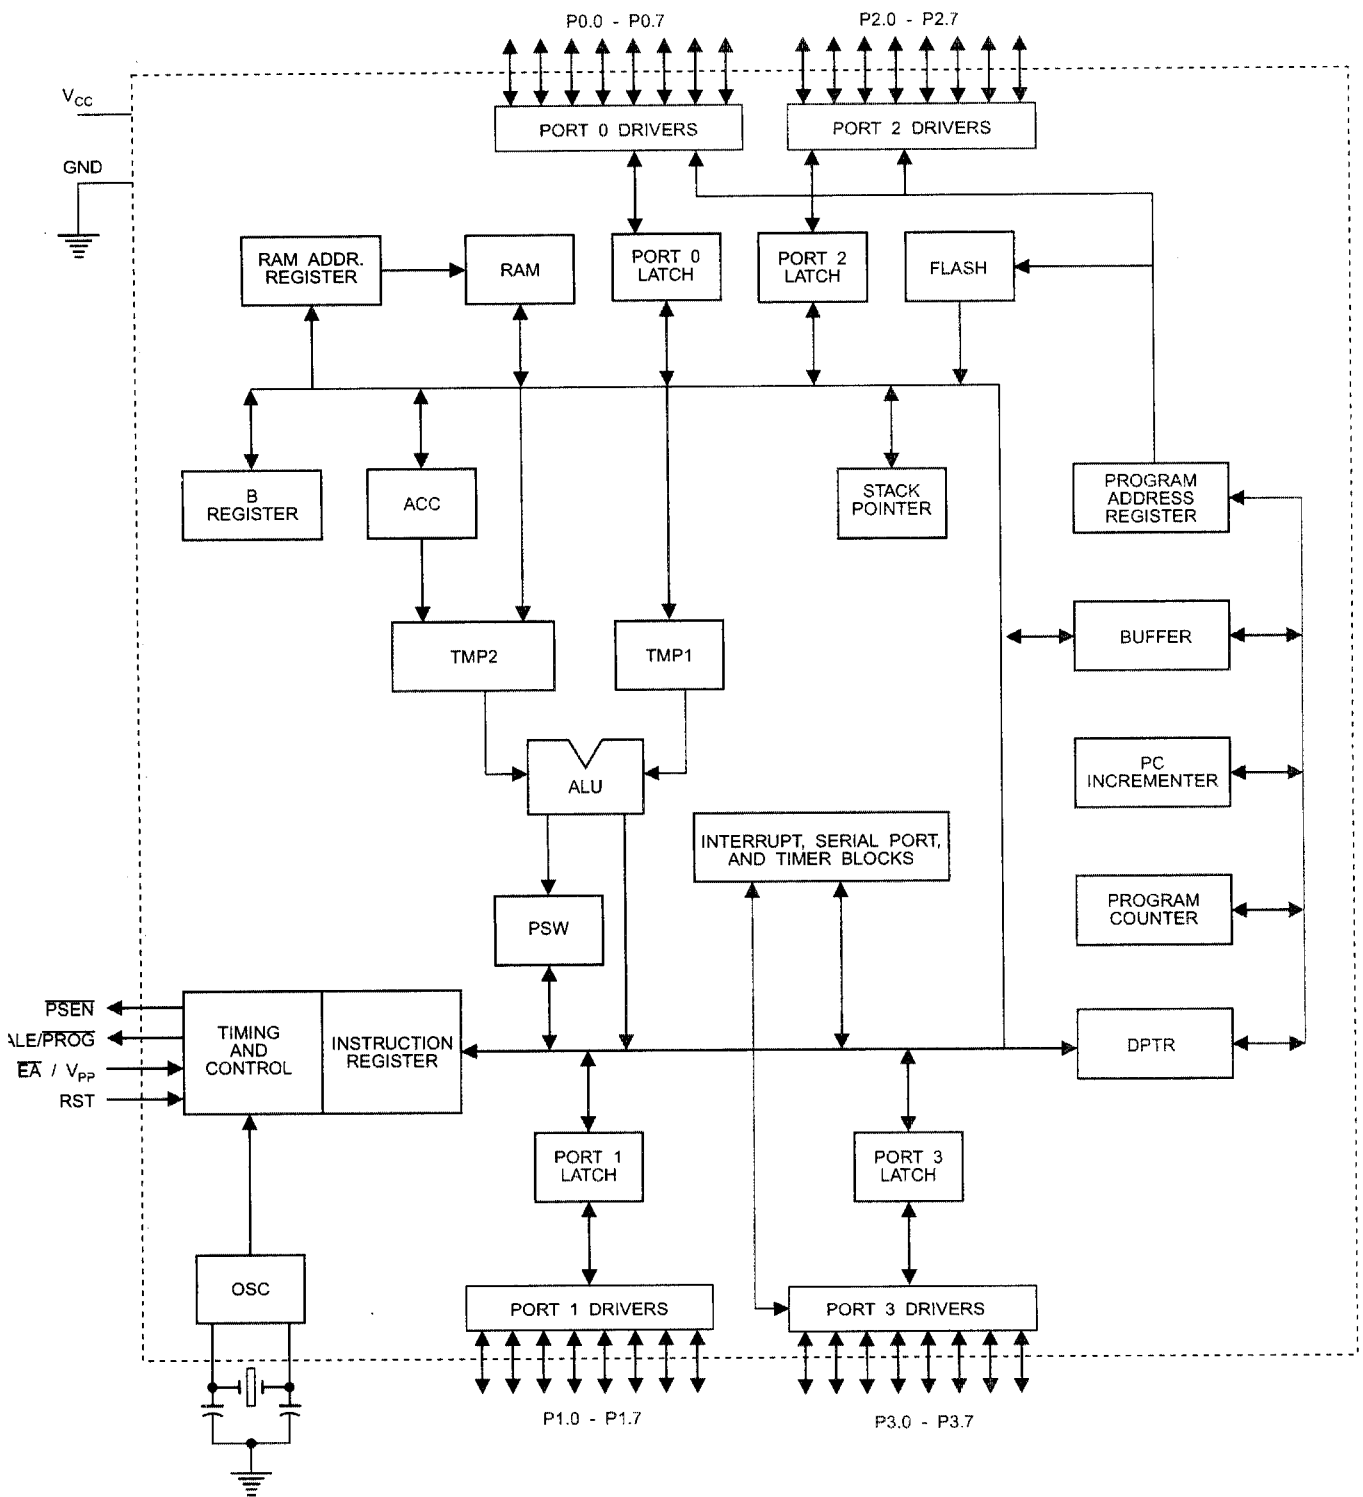 P0.0 - P0.7
P2.0 - P2.7
VCC
GND
PORT 0 DRIVERS
PORT 2 DRIVERS
RAM ADDR.
REGISTER
RAM
PORT 0
LATCH
PORT 2
LATCH
FLASH
B
REGISTER
ACC
STACK
POINTER
PROGRAM
ADDRESS
REGISTER
TMP2
TMP1
BUFFER
ALU
PC
INCREMENTER
INTERRUPT, SERIAL PORT,
AND TIMER BLOCKS
PSW
PROGRAM
COUNTER
PSEN
ALE/PROG
EA / VPP
RST
TIMING
AND
CONTROL
INSTRUCTION
REGISTER
DPTR
PORT 1
LATCH
PORT 3
LATCH
OSC
PORT 1 DRIVERS
PORT 3 DRIVERS
P1.0 - P1.7
P3.0 - P3.7